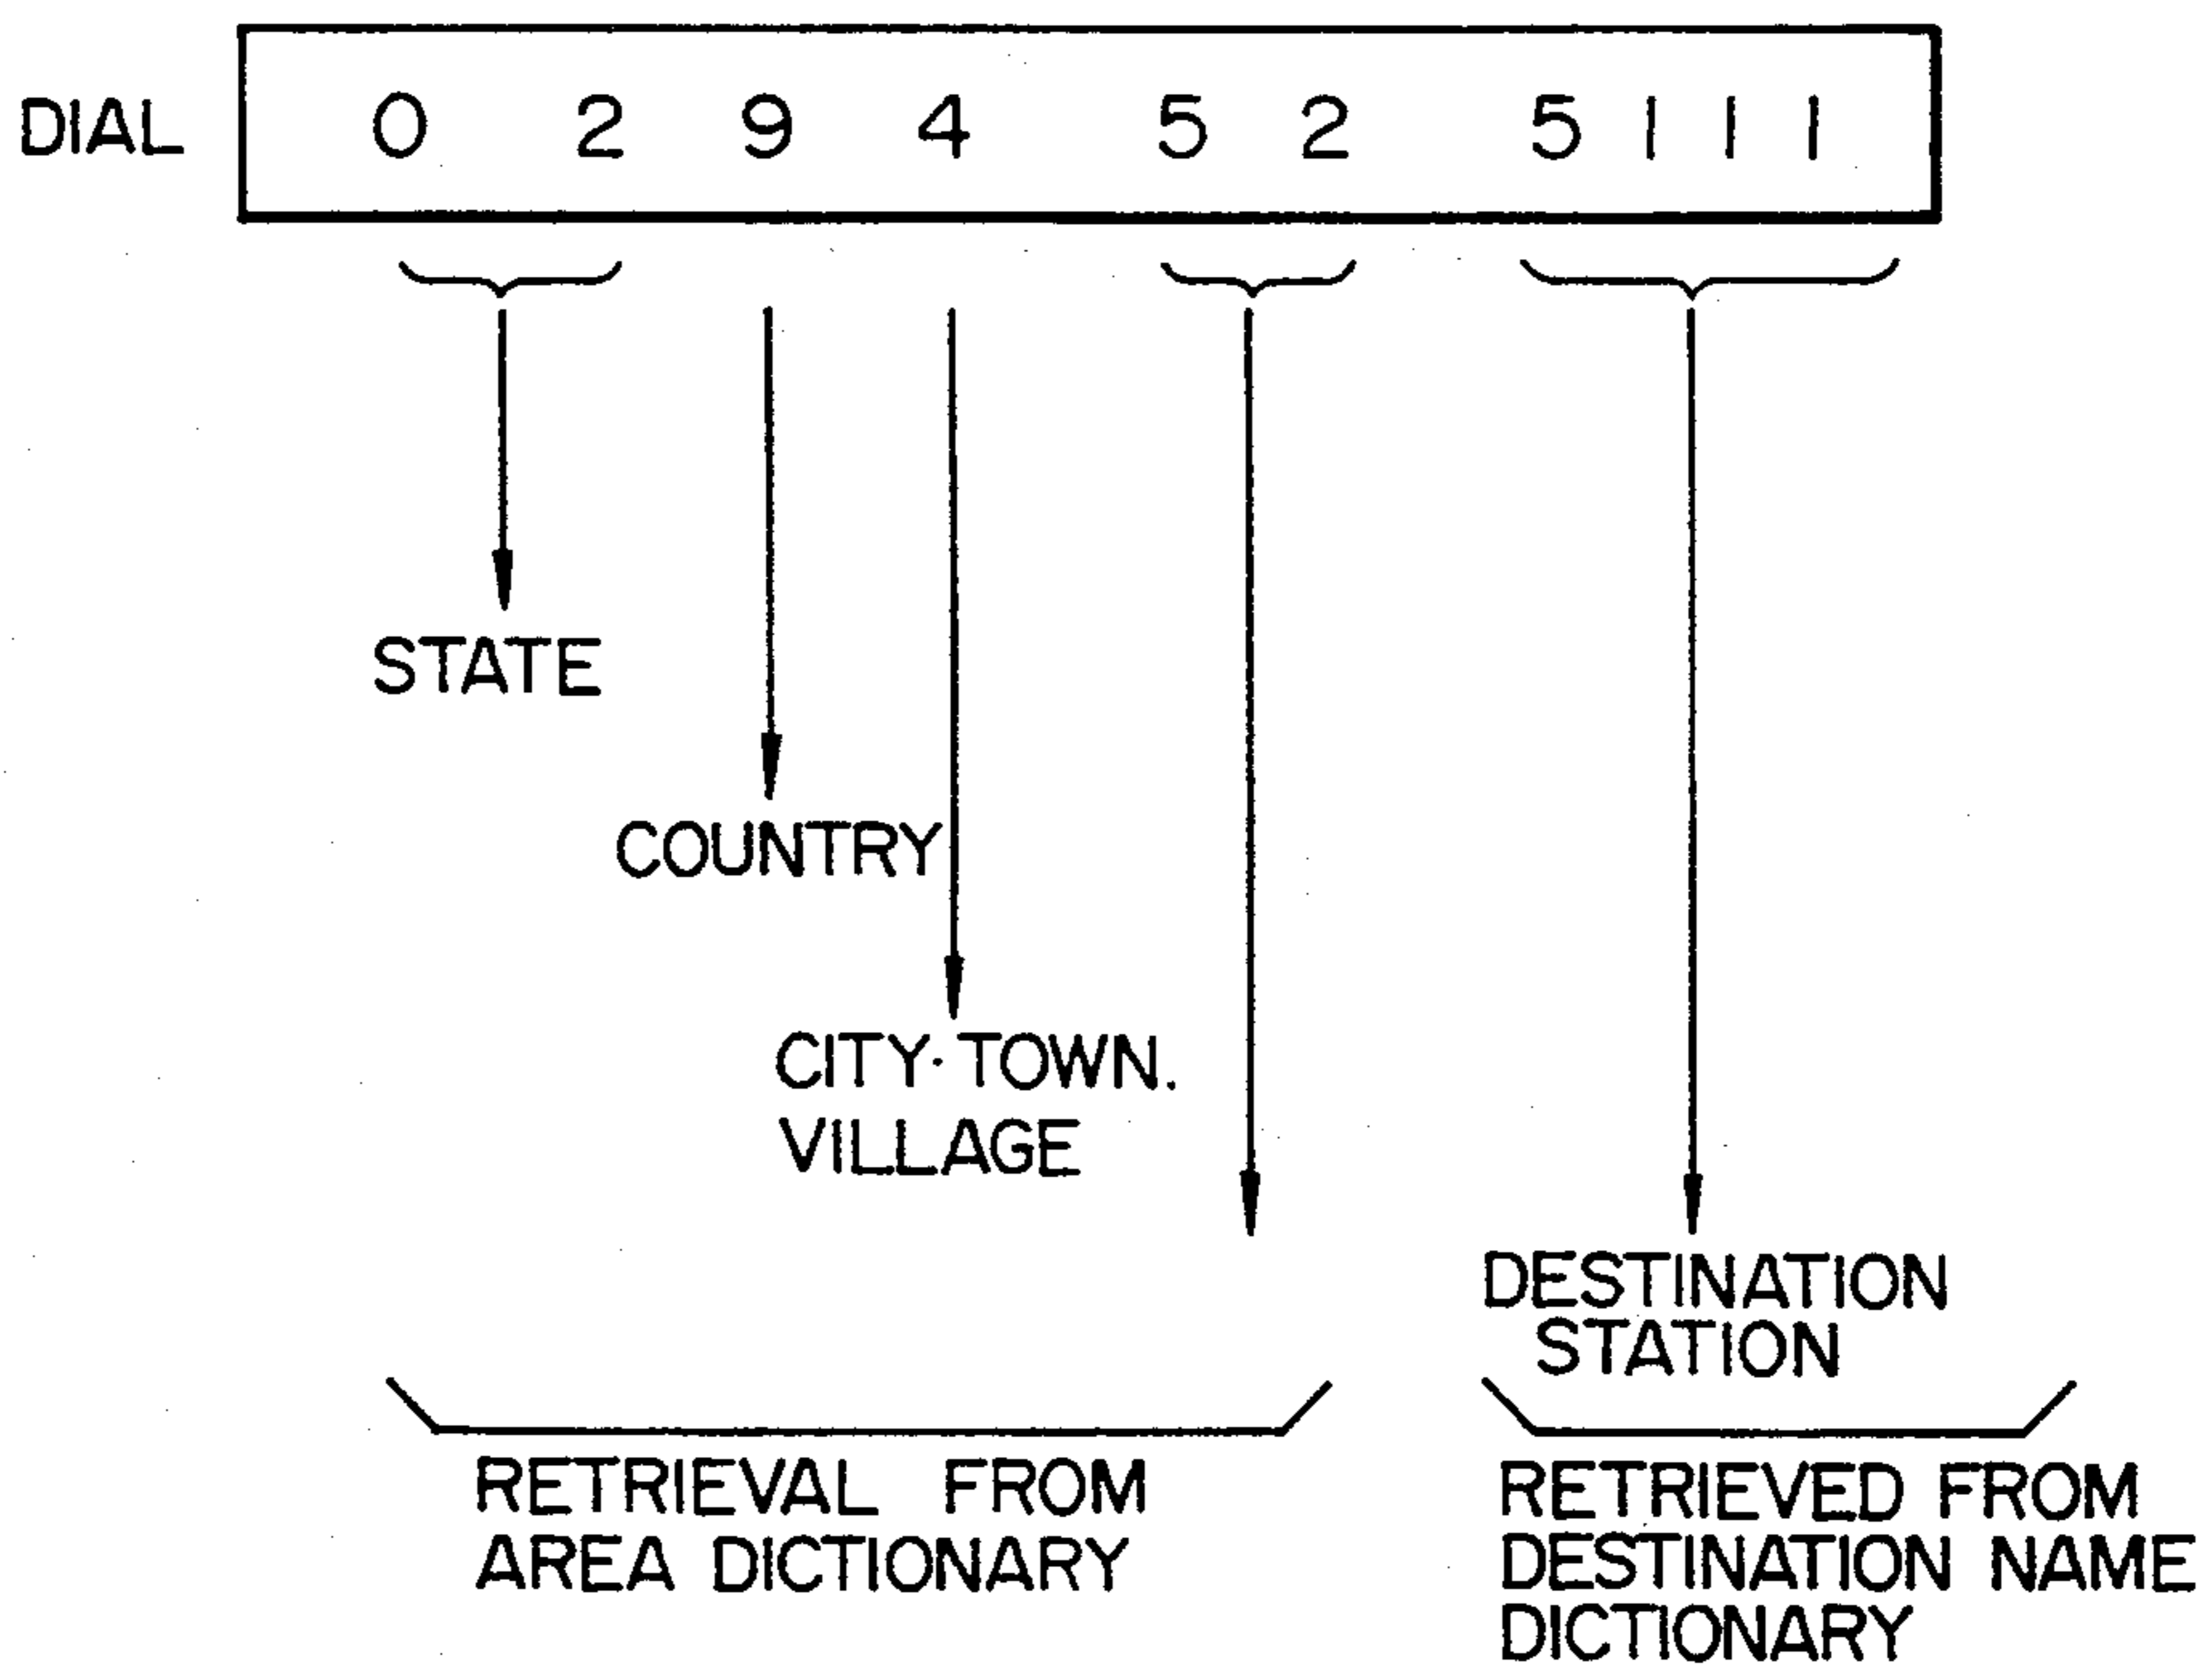 DIAL 0 2 9 4 5 2 5 1 1 1
STATE
COUNTRY
CITY·TOWN.
VILLAGE
DESTINATION
STATION
RETRIEVAL FROM
AREA DICTIONARY
RETRIEVED FROM
DESTINATION NAME
DICTIONARY